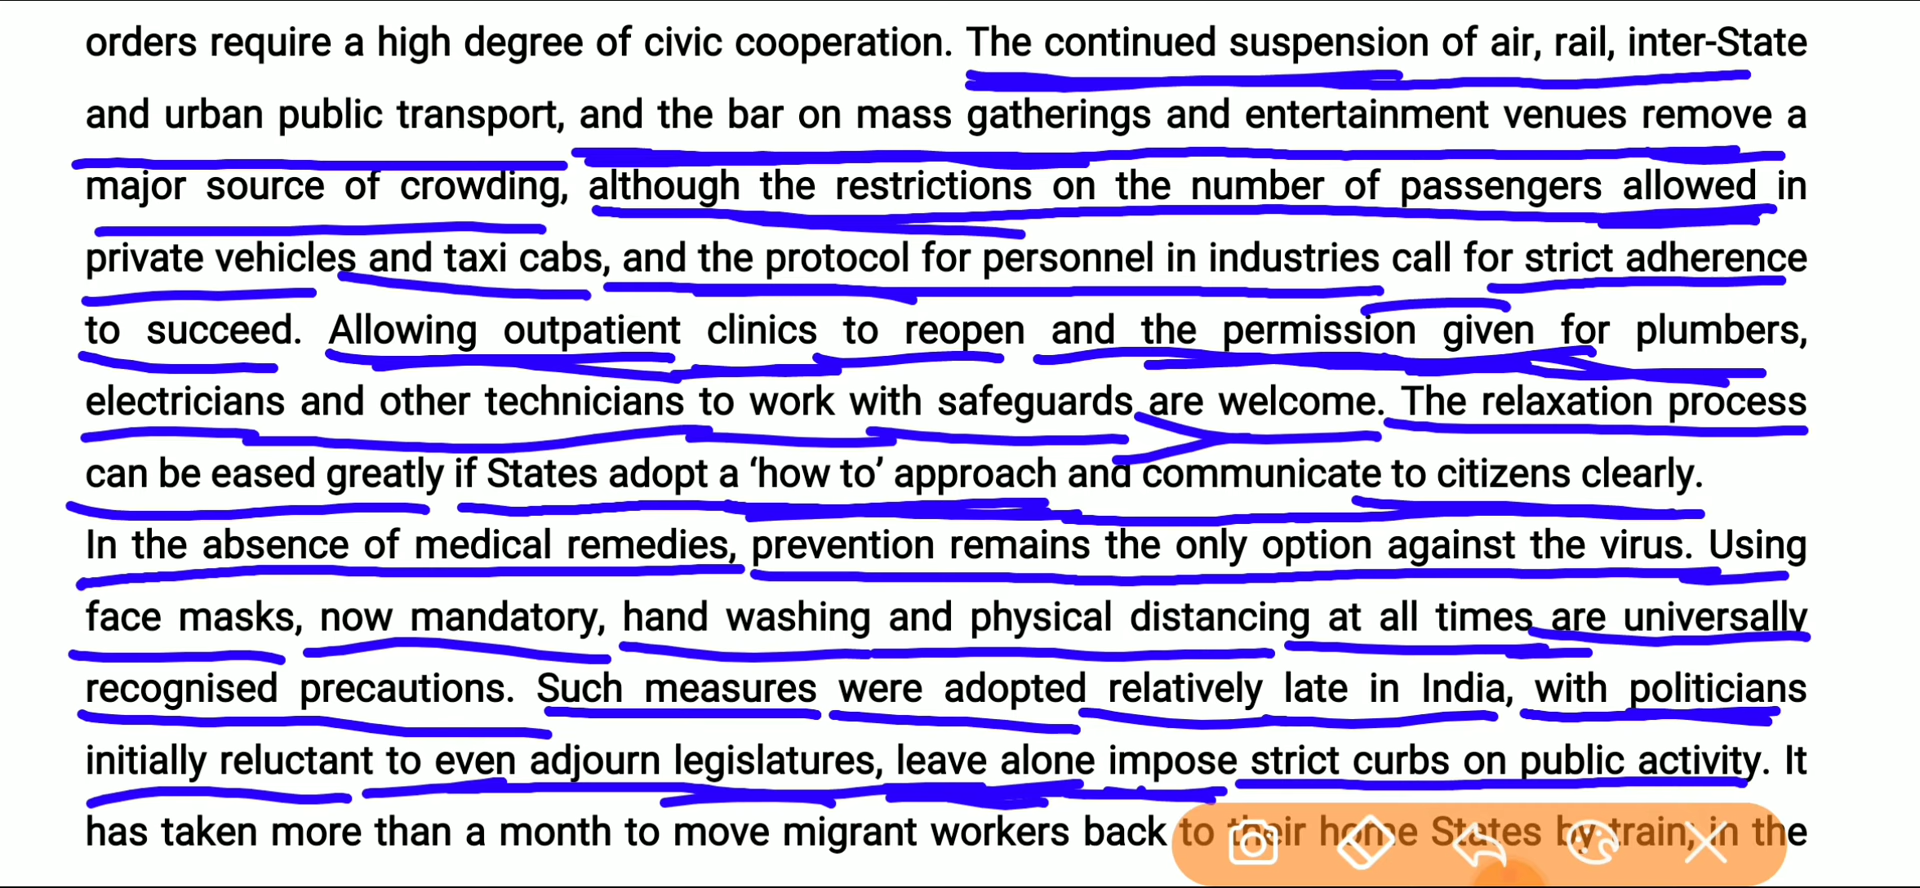 orders require a high degree of civic cooperation. The continued suspension of air, rail, inter-State
and urban public transport, and the bar on mass gatherings and entertainment venues remove a
major source of crowding, although the restrictions on the number of passengers allowed in
private vehicles and taxi cabs, and the protocol for personnel in industries call for strict adherence
to succeed. Allowing outpatient clinics to reopen and the permission given for plumbers,
electricians and other technicians to work with safeguards are welcome. The relaxation process
can be eased greatly if States adopt a ‘how to’ approach and communicate to citizens clearly.
In the absence of medical remedies, prevention remains the only option against the virus. Using
face masks, now mandatory, hand washing and physical distancing at all times are universally
recognised precautions. Such measures were adopted relatively late in India, with politicians
initially reluctant to even adjourn legislatures, leave alone impose strict curbs on public activity. It
has taken more than a month to move migrant workers back to their home States by train, in the